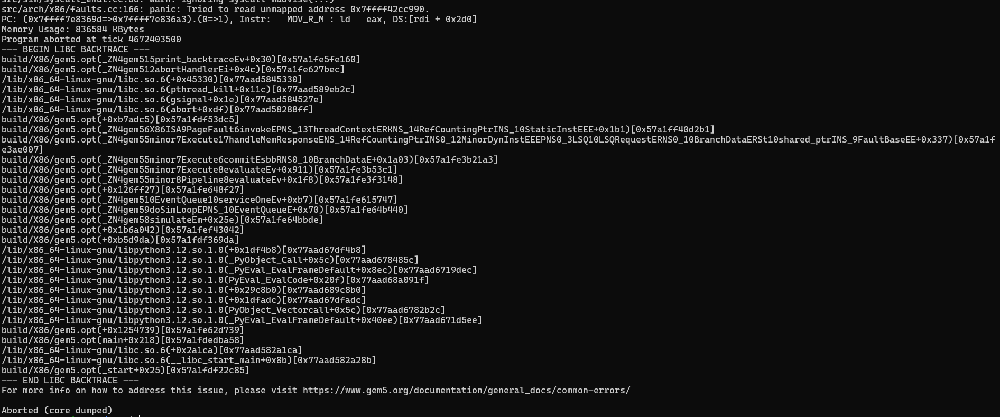 src/sim/syscall_emul.cc:86: warn: ignoring syscall madvise(...)
src/arch/x86/faults.cc:166: panic: Tried to read unmapped address 0x7ffff42cc990.
PC: (0x7ffff7e8369d=>0x7ffff7e836a3).(0=>1), Instr:   MOV_R_M : ld   eax, DS:[rdi + 0x2d0]
Memory Usage: 836584 KBytes
Program aborted at tick 4672403500
--- BEGIN LIBC BACKTRACE ---
build/X86/gem5.opt(_ZN4gem515print_backtraceEv+0x30)[0x57a1fe5fe160]
build/X86/gem5.opt(_ZN4gem512abortHandlerEi+0x4c)[0x57a1fe627bec]
/lib/x86_64-linux-gnu/libc.so.6(+0x45330)[0x77aad5845330]
/lib/x86_64-linux-gnu/libc.so.6(pthread_kill+0x11c)[0x77aad589eb2c]
/lib/x86_64-linux-gnu/libc.so.6(gsignal+0x1e)[0x77aad584527e]
/lib/x86_64-linux-gnu/libc.so.6(abort+0xdf)[0x77aad58288ff]
build/X86/gem5.opt(+0xb7adc5)[0x57a1fdf53dc5]
build/X86/gem5.opt(_ZN4gem56X86ISA9PageFault6invokeEPNS_13ThreadContextERKNS_14RefCountingPtrINS_10StaticInstEEE+0x1b1)[0x57a1ff40d2b1]
build/X86/gem5.opt(_ZN4gem55minor7Execute17handleMemResponseENS_14RefCountingPtrINS0_12MinorDynInstEEEPNS0_3LSQ10LSQRequestERNS0_10BranchDataERSt10shared_ptrINS_9FaultBaseEE+0x337)[0x57a1f
e3ae007]
build/X86/gem5.opt(_ZN4gem55minor7Execute6commitEsbbRNS0_10BranchDataE+0x1a03)[0x57a1fe3b21a3]
build/X86/gem5.opt(_ZN4gem55minor7Execute8evaluateEv+0x911)[0x57a1fe3b53c1]
build/X86/gem5.opt(_ZN4gem55minor8Pipeline8evaluateEv+0x1f8)[0x57a1fe3f3148]
build/X86/gem5.opt(+0x126ff27)[0x57a1fe648f27]
build/X86/gem5.opt(_ZN4gem510EventQueue10serviceOneEv+0xb7)[0x57a1fe615747]
build/X86/gem5.opt(_ZN4gem59doSimLoopEPNS_10EventQueueE+0x70)[0x57a1fe64b440]
build/X86/gem5.opt(_ZN4gem58simulateEm+0x25e)[0x57a1fe64bbde]
build/X86/gem5.opt(+0x1b6a042)[0x57a1fef43042]
build/X86/gem5.opt(+0xb5d9da)[0x57a1fdf369da]
/lib/x86_64-linux-gnu/libpython3.12.so.1.0(+0x1df4b8)[0x77aad67df4b8]
/lib/x86_64-linux-gnu/libpython3.12.so.1.0(_PyObject_Call+0x5c)[0x77aad678485c]
/lib/x86_64-linux-gnu/libpython3.12.so.1.0(_PyEval_EvalFrameDefault+0x8ec)[0x77aad6719dec]
/lib/x86_64-linux-gnu/libpython3.12.so.1.0(PyEval_EvalCode+0x20f)[0x77aad68a091f]
/lib/x86_64-linux-gnu/libpython3.12.so.1.0(+0x29c8b0)[0x77aad689c8b0]
/lib/x86_64-linux-gnu/libpython3.12.so.1.0(+0x1dfadc)[0x77aad67dfadc]
/lib/x86_64-linux-gnu/libpython3.12.so.1.0(PyObject_Vectorcall+0x5c)[0x77aad6782b2c]
/lib/x86_64-linux-gnu/libpython3.12.so.1.0(_PyEval_EvalFrameDefault+0x40ee)[0x77aad671d5ee]
build/X86/gem5.opt(+0x1254739)[0x57a1fe62d739]
build/X86/gem5.opt(main+0x218)[0x57a1fdedba58]
/lib/x86_64-linux-gnu/libc.so.6(+0x2a1ca)[0x77aad582a1ca]
/lib/x86_64-linux-gnu/libc.so.6(__libc_start_main+0x8b)[0x77aad582a28b]
build/X86/gem5.opt(_start+0x25)[0x57a1fdf22c85]
--- END LIBC BACKTRACE ---
For more info on how to address this issue, please visit https://www.gem5.org/documentation/general_docs/common-errors/
Aborted (core dumped)